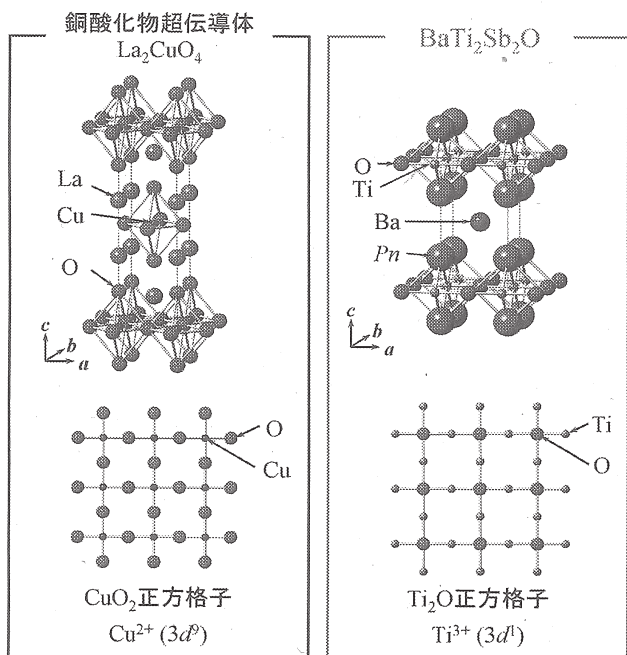 銅酸化物超伝導体
La₂CuO₄
La
Cu
O
c
b
a
O
Cu
CuO₂正方格子
Cu²⁺ (3d⁹)
BaTi₂Sb₂O
O
Ti
Ba
Pn
c
b
a
Ti
O
Ti₂O正方格子
Ti³⁺ (3d¹)